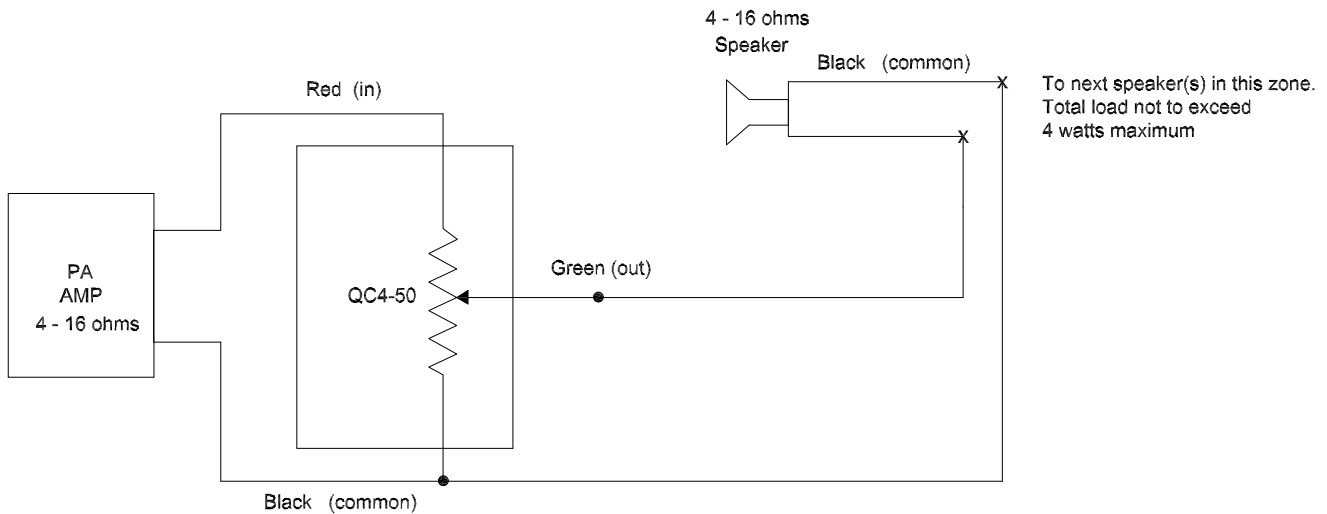 4 - 16 ohms
Speaker
Black (common)
To next speaker(s) in this zone.
Total load not to exceed
4 watts maximum
Red (in)
PA
AMP
4 - 16 ohms
QC4-50
Green (out)
Black (common)